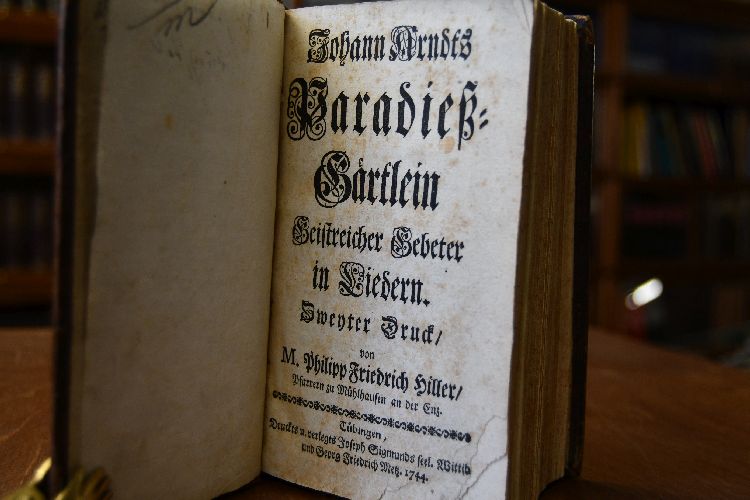 Johann Arndts
Paradieß-
Gärtlein
Geistreicher Gebeter
in Liedern.
Zweyter Druck/
von
M. Philipp Friedrich Hiller/
Pfarrern zu Mühlhausen an der Enz.
Tübingen,
Druckts u. verlegts Joseph Sigmunds seel. Wittib
und Georg Friedrich Metz. 1744.